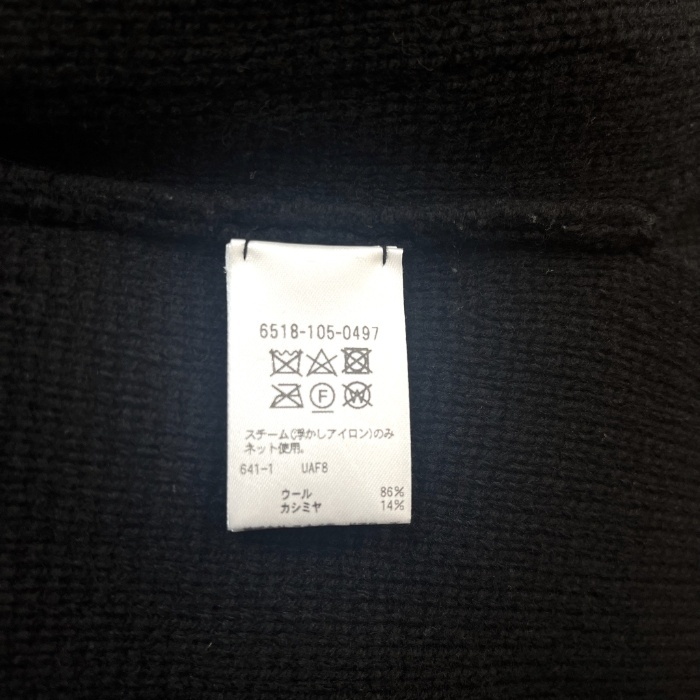 6518-105-0497
F
W
スチーム(浮かしアイロン)のみ
ネット使用。
641-1 UAF8
ウール 86%
カシミヤ 14%